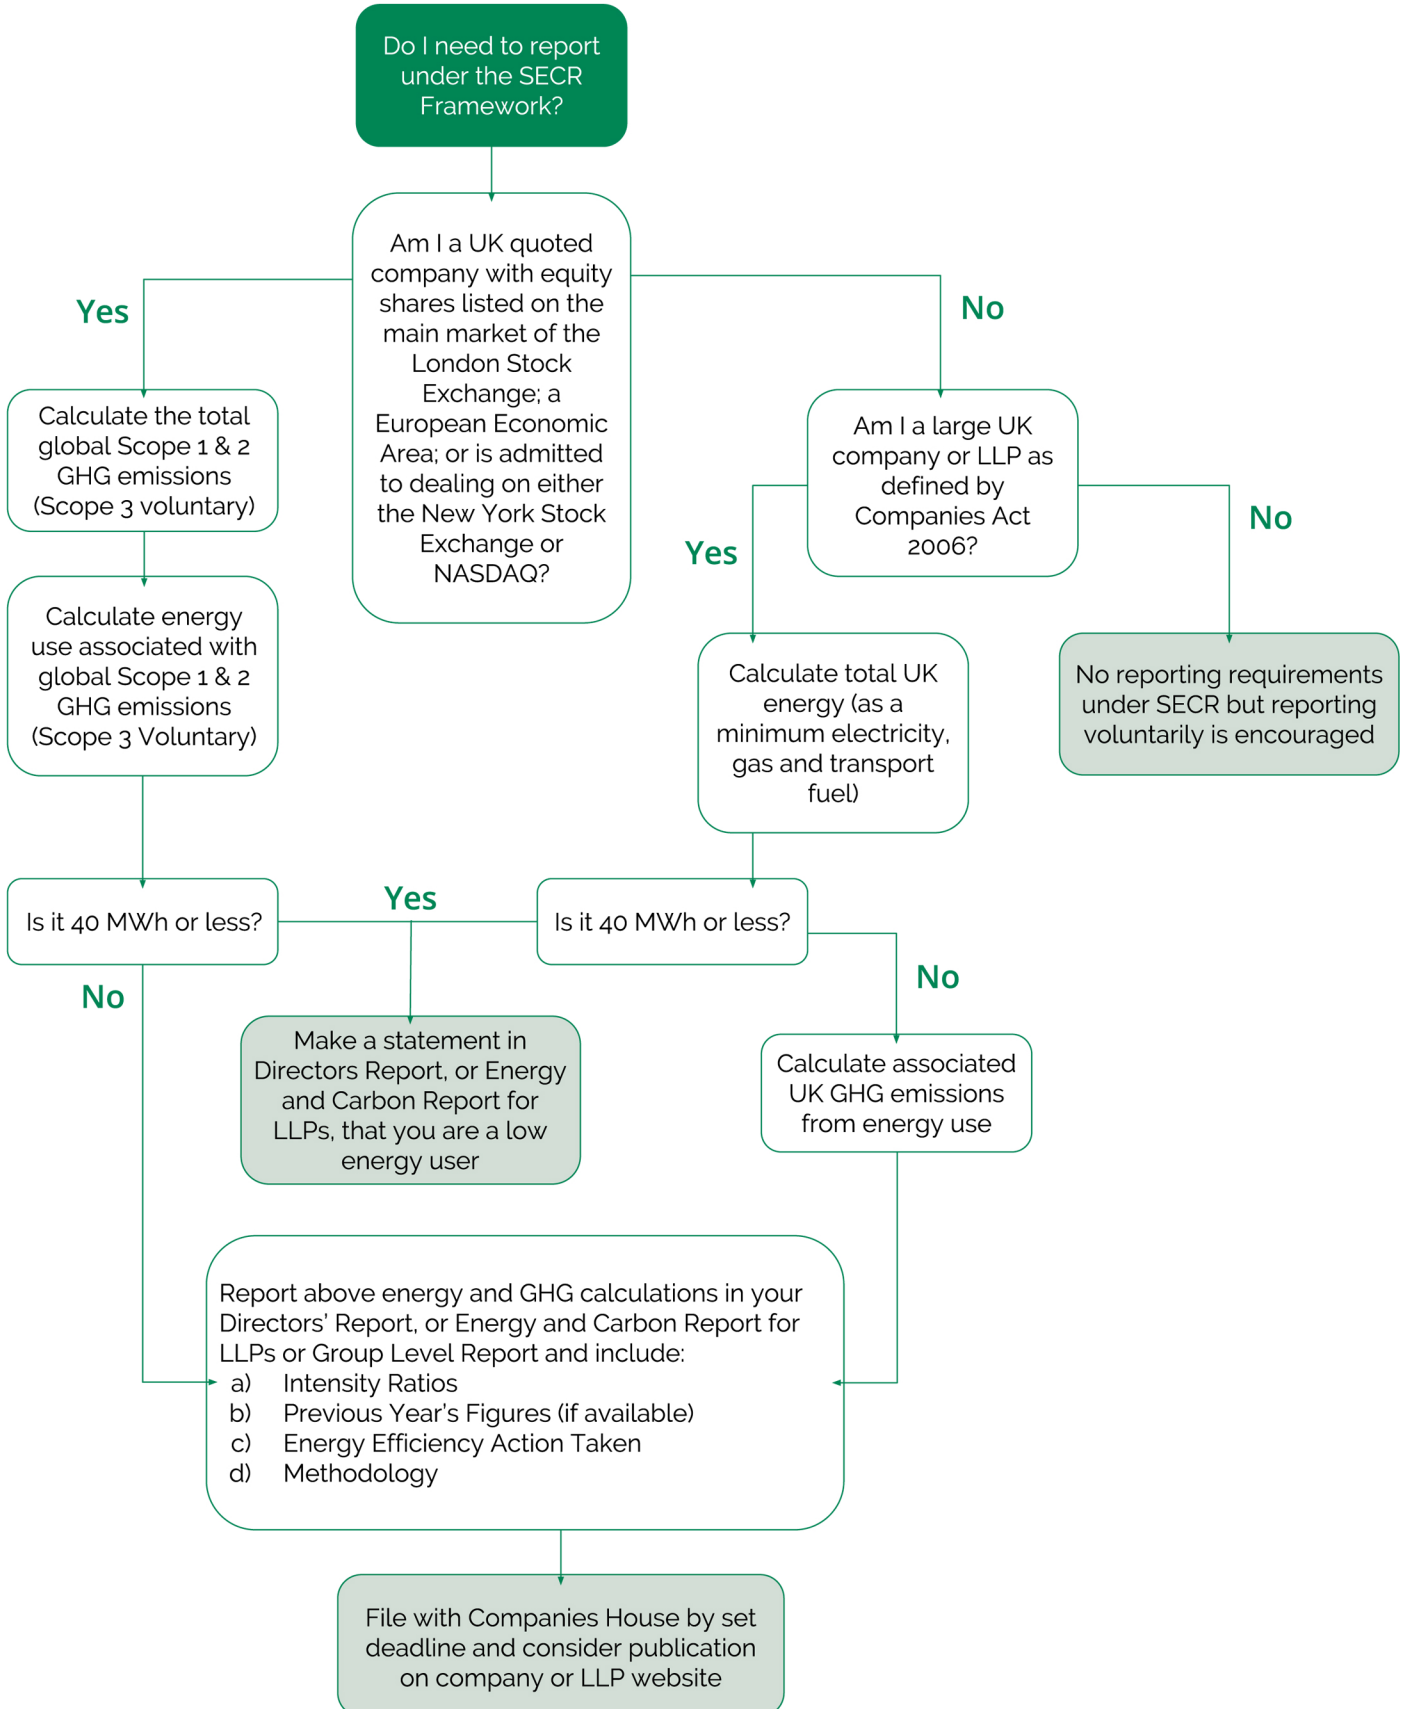 Do I need to report
under the SECR
Framework?
Am I a UK quoted
company with equity
shares listed on the
main market of the
London Stock
Exchange; a
European Economic
Area; or is admitted
to dealing on either
the New York Stock
Exchange or
NASDAQ?
Yes
No
Calculate the total
global Scope 1 & 2
GHG emissions
(Scope 3 voluntary)
Am I a large UK
company or LLP as
defined by
Companies Act
2006?
Yes
No
Calculate energy
use associated with
global Scope 1 & 2
GHG emissions
(Scope 3 Voluntary)
Calculate total UK
energy (as a
minimum electricity,
gas and transport
fuel)
No reporting requirements
under SECR but reporting
voluntarily is encouraged
Is it 40 MWh or less?
Yes
Is it 40 MWh or less?
No
No
Make a statement in
Directors Report, or Energy
and Carbon Report for
LLPs, that you are a low
energy user
Calculate associated
UK GHG emissions
from energy use
Report above energy and GHG calculations in your
Directors’ Report, or Energy and Carbon Report for
LLPs or Group Level Report and include:
a) Intensity Ratios
b) Previous Year’s Figures (if available)
c) Energy Efficiency Action Taken
d) Methodology
File with Companies House by set
deadline and consider publication
on company or LLP website